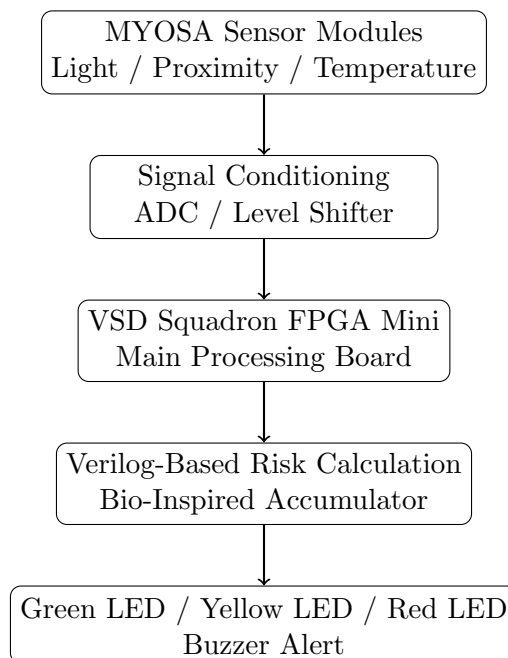 MYOSA Sensor Modules
Light / Proximity / Temperature
Signal Conditioning
ADC / Level Shifter
VSD Squadron FPGA Mini
Main Processing Board
Verilog-Based Risk Calculation
Bio-Inspired Accumulator
Green LED / Yellow LED / Red LED
Buzzer Alert